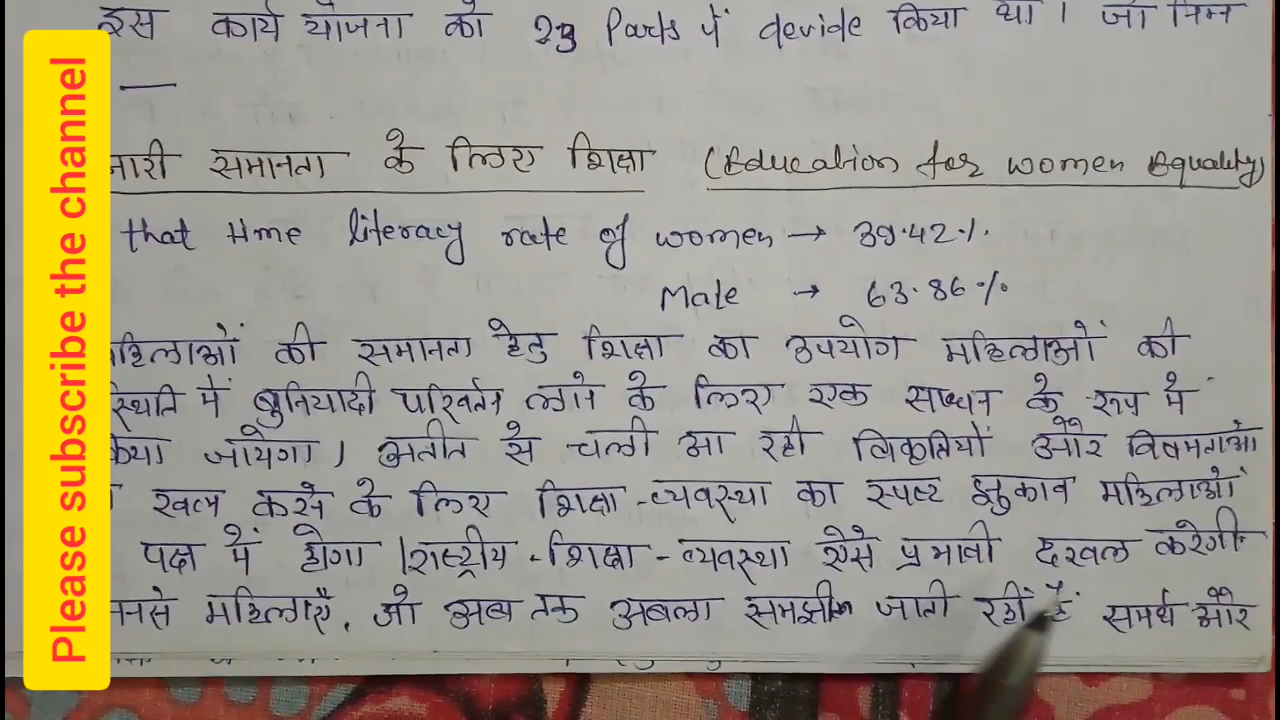 Please subscribe the channel
इस कार्य योजना को 23 Parts में devide किया था। जो निम्न
—
नारी समानता के लिए शिक्षा (Education for women Equality)
that time literacy rate of women → 39.42%
Male → 63.86%
महिलाओं की समानता हेतु शिक्षा का उपयोग महिलाओं की
स्थिति में बुनियादी परिवर्तन लाने के लिए एक साधन के रूप में
किया जायेगा। अतीत से चली आ रही विकृतियों और विषमताओं
खत्म करने के लिए शिक्षा-व्यवस्था का स्पष्ट झुकाव महिलाओं
पक्ष में होगा। राष्ट्रीय-शिक्षा-व्यवस्था ऐसे प्रभावी दखल करेगी
नसे महिलाएँ, जो अब तक अबला समझी जाती रहीं हैं समर्थ और